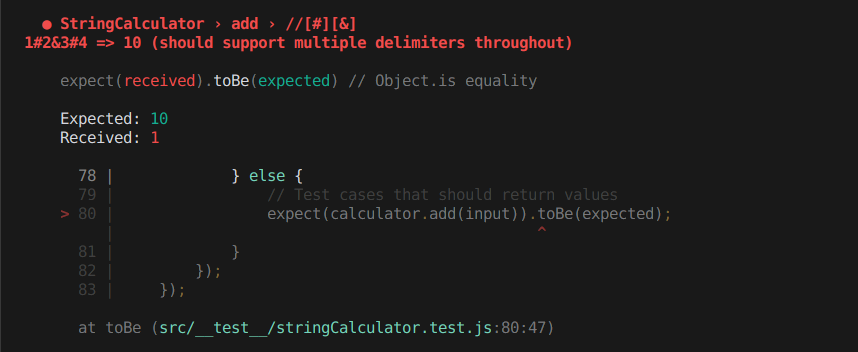 ● StringCalculator › add › //[#][&]
1#2&3#4 => 10 (should support multiple delimiters throughout)
expect(received).toBe(expected) // Object.is equality
Expected: 10
Received: 1
78 |             } else {
79 |                 // Test cases that should return values
> 80 |                 expect(calculator.add(input)).toBe(expected);
|                                               ^
81 |             }
82 |         });
83 |     });
at toBe (src/__test__/stringCalculator.test.js:80:47)